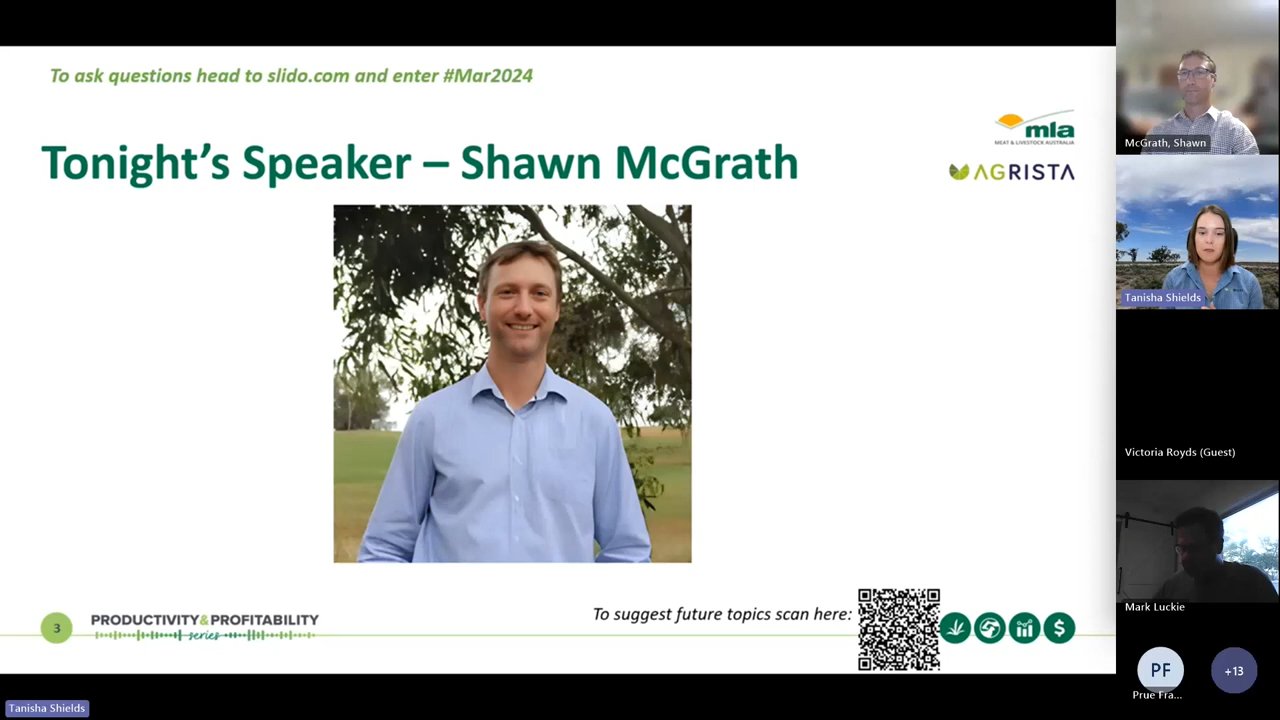 To ask questions head to slido.com and enter #Mar2024
mla
MEAT & LIVESTOCK AUSTRALIA
AGRISTA
Tonight's Speaker – Shawn McGrath
3
PRODUCTIVITY&PROFITABILITY
series
To suggest future topics scan here:
$
McGrath, Shawn
Tanisha Shields
Victoria Royds (Guest)
Mark Luckie
PF
Prue Fra...
+13
Tanisha Shields